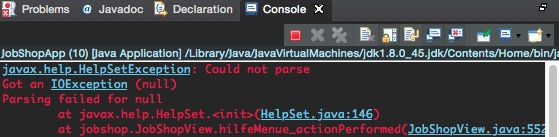 Problems @ Javadoc Declaration Console
JobShopApp (10) [Java Application] /Library/Java/JavaVirtualMachines/jdk1.8.0_45.jdk/Contents/Home/bin/
javax.help.HelpSetException: Could not parse
Got an IOException (null)
Parsing failed for null
at javax.help.HelpSet.<init>(HelpSet.java:146)
at jobshop.JobShopView.hilfeMenue_actionPerformed(JobShopView.java:552